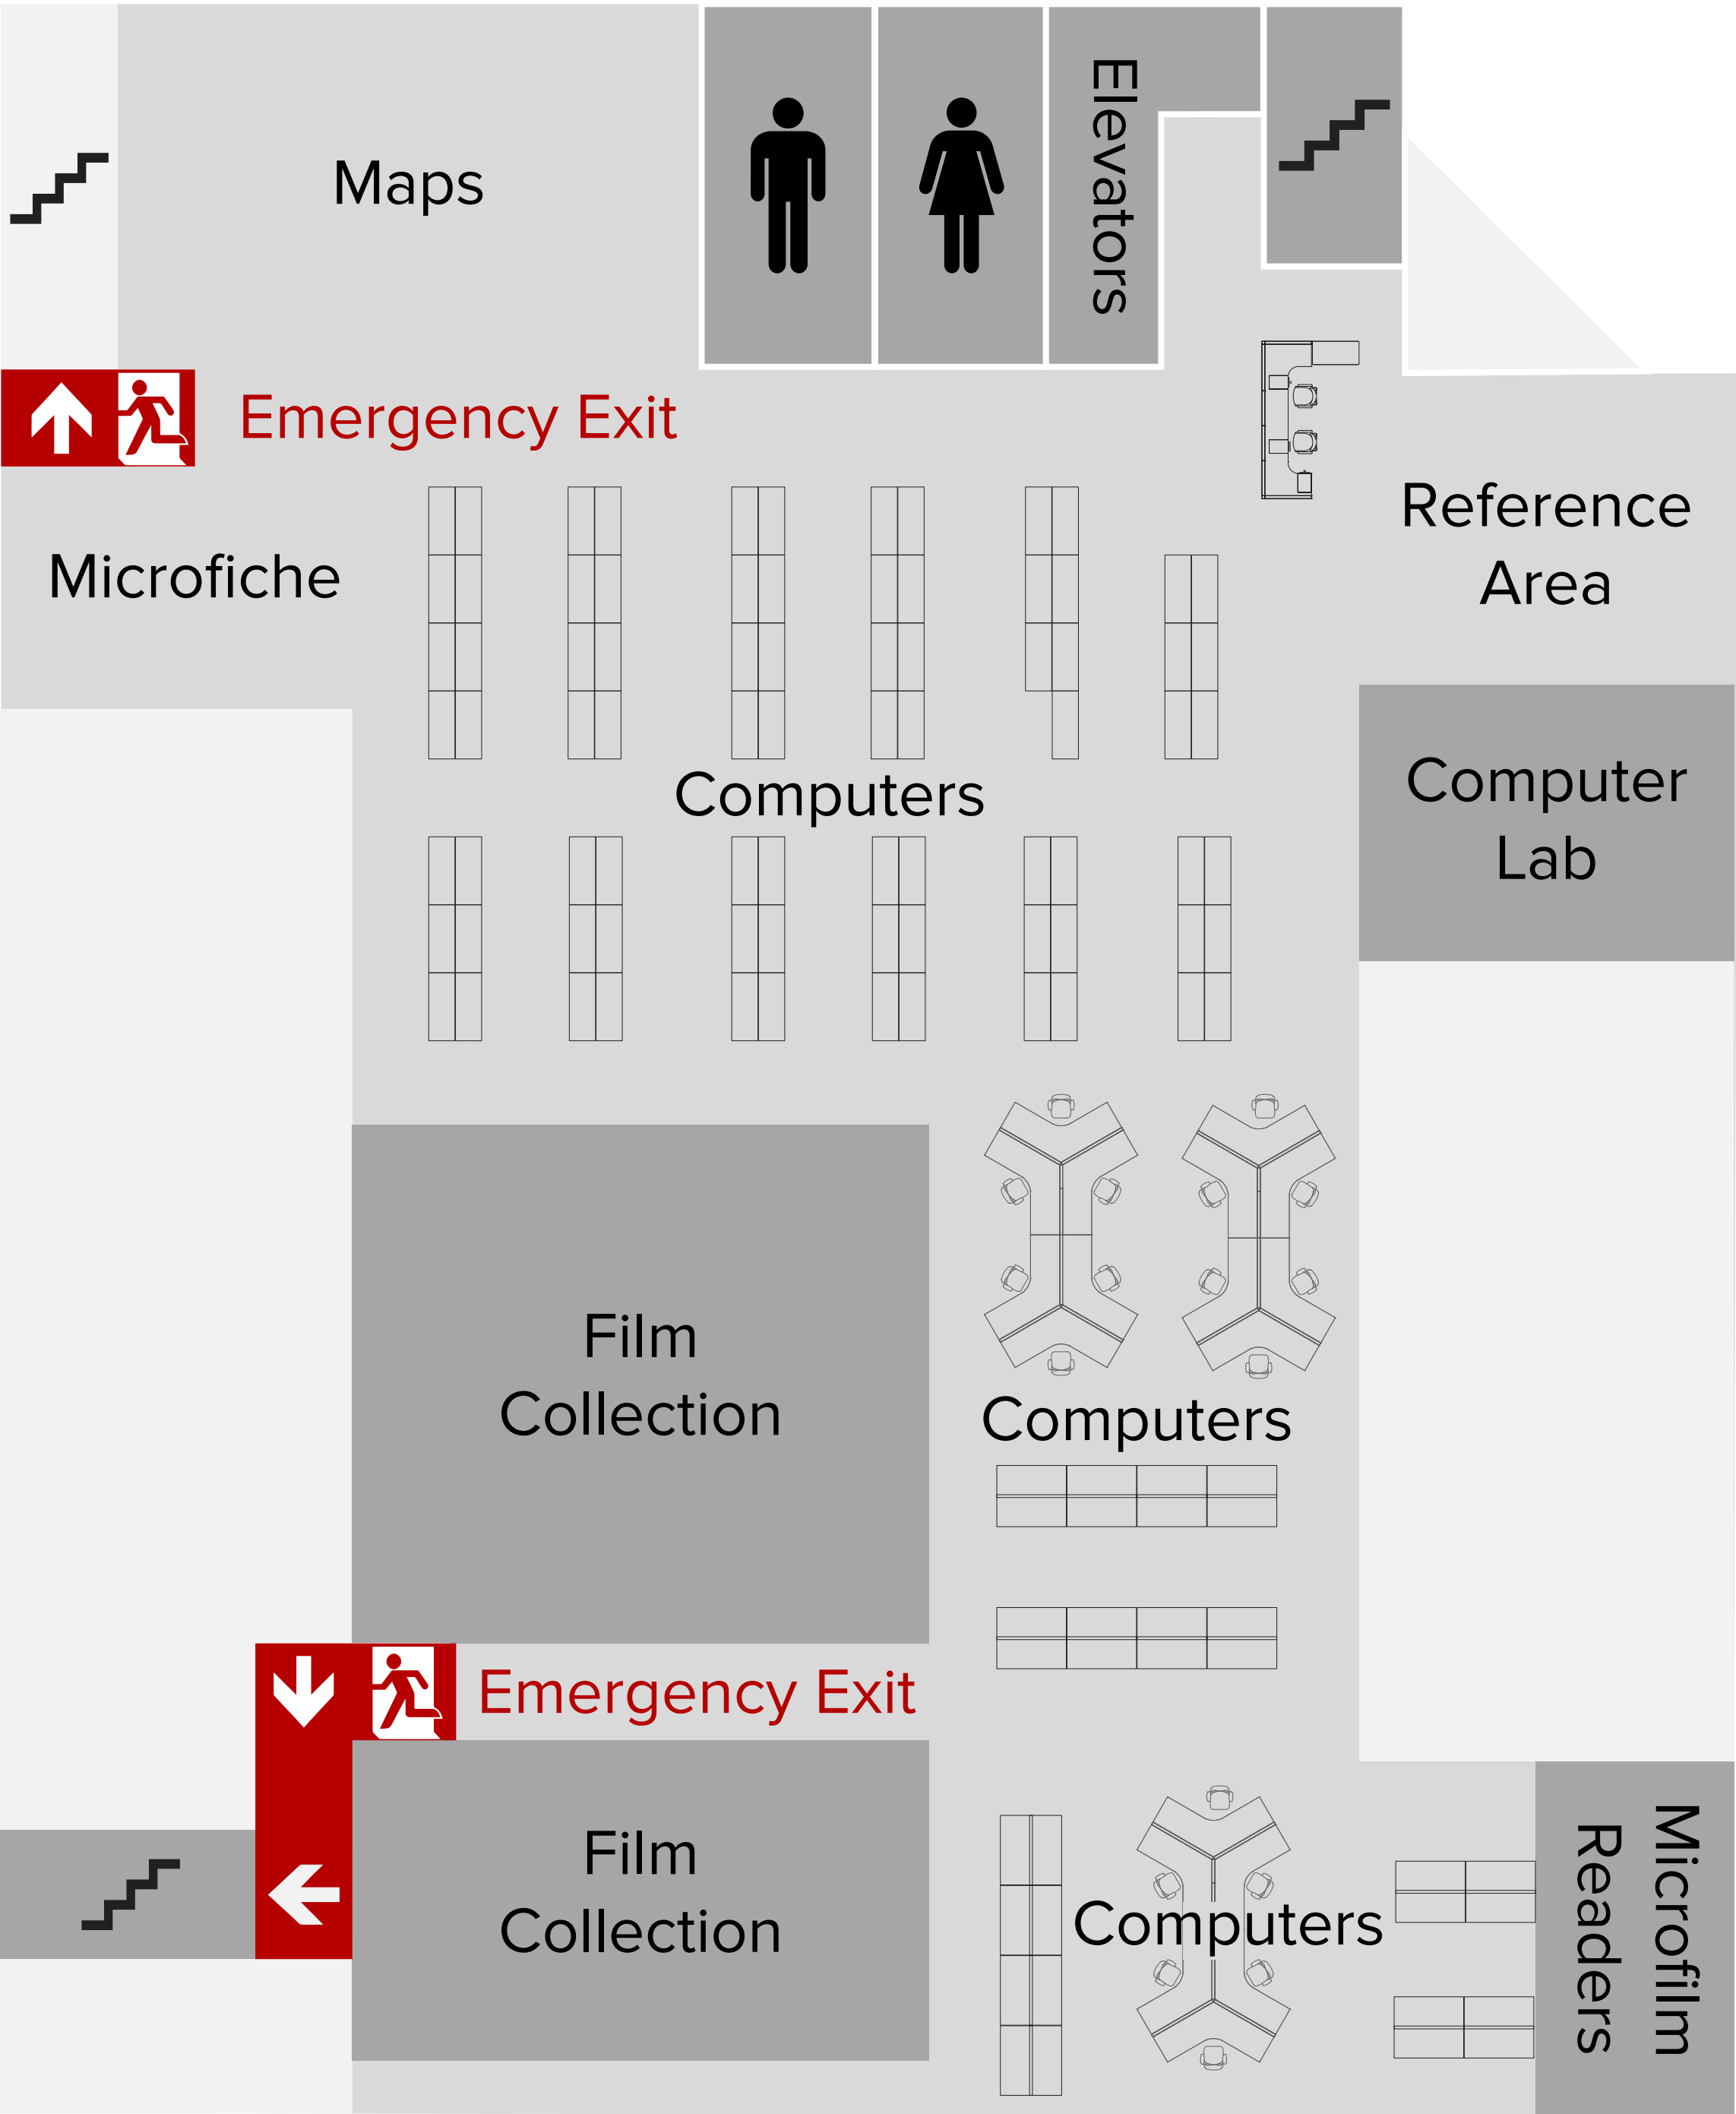 Elevators
Maps
Emergency Exit
Reference
Area
Microfiche
Computers
Computer
Lab
Film
Collection
Computers
Emergency Exit
Film
Collection
Computers
Microfilm
Readers